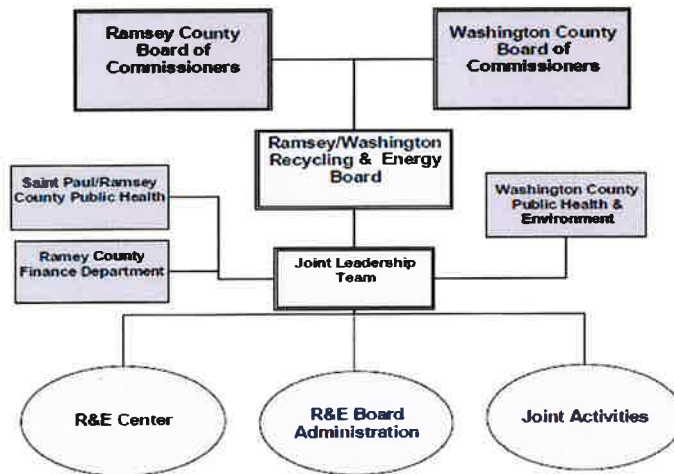 Ramsey County
Board of
Commissioners
Washington County
Board of
Commissioners
Ramsey/Washington
Recycling & Energy
Board
Saint Paul/Ramsey
County Public Health
Washington County
Public Health &
Environment
Ramey County
Finance Department
Joint Leadership
Team
R&E Center
R&E Board
Administration
Joint Activities